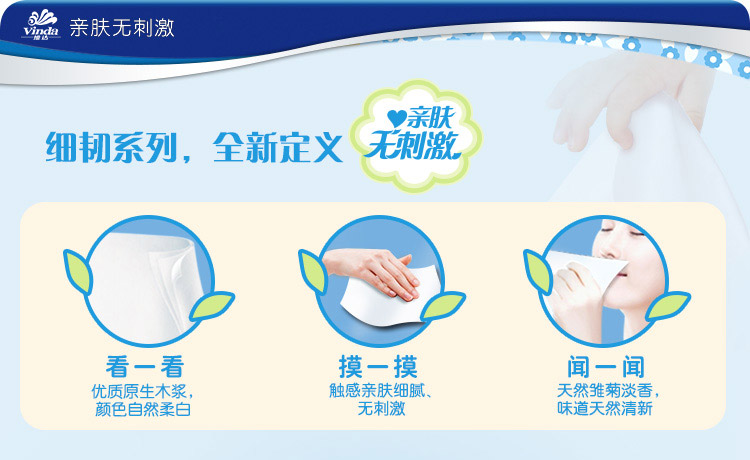 Vinda
维达
亲肤无刺激
细韧系列，全新定义
亲肤
无刺激
看一看
优质原生木浆，
颜色自然柔白
摸一摸
触感亲肤细腻、
无刺激
闻一闻
天然雏菊淡香，
味道天然清新